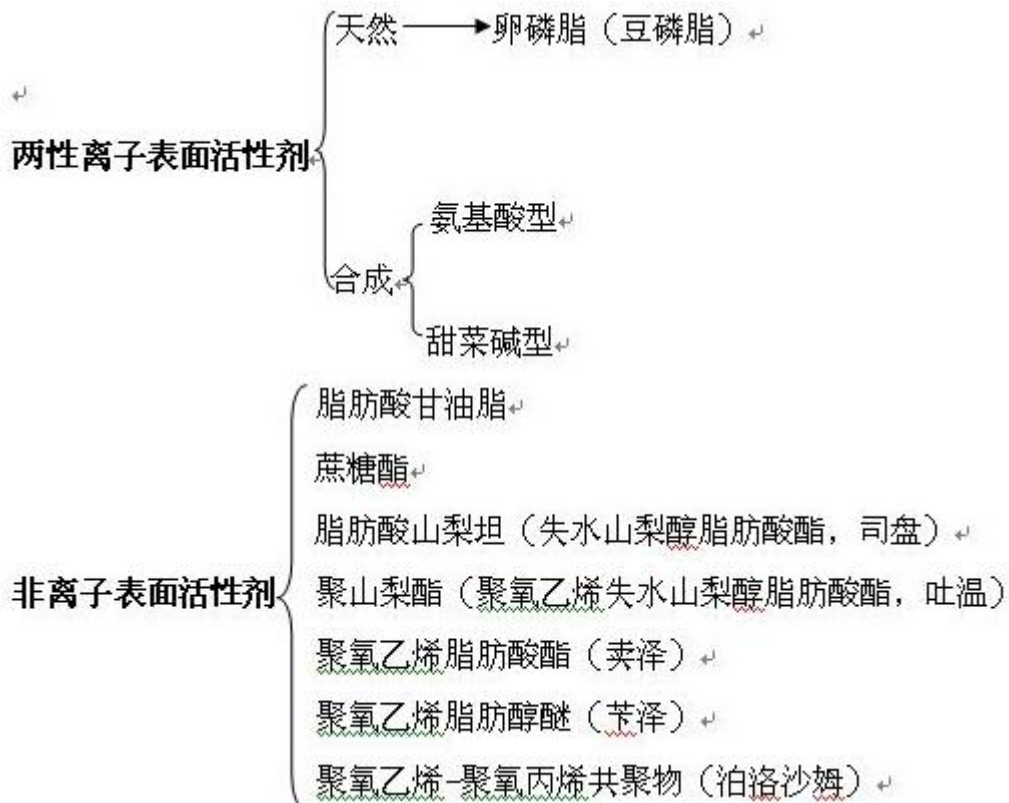 天然 卵磷脂（豆磷脂）
两性离子表面活性剂
氨基酸型
合成
甜菜碱型
脂肪酸甘油脂
蔗糖酯
脂肪酸山梨坦（失水山梨醇脂肪酸酯，司盘）
非离子表面活性剂
聚山梨酯（聚氧乙烯失水山梨醇脂肪酸酯，吐温）
聚氧乙烯脂肪酸酯（卖泽）
聚氧乙烯脂肪醇醚（苄泽）
聚氧乙烯-聚氧丙烯共聚物（泊洛沙姆）